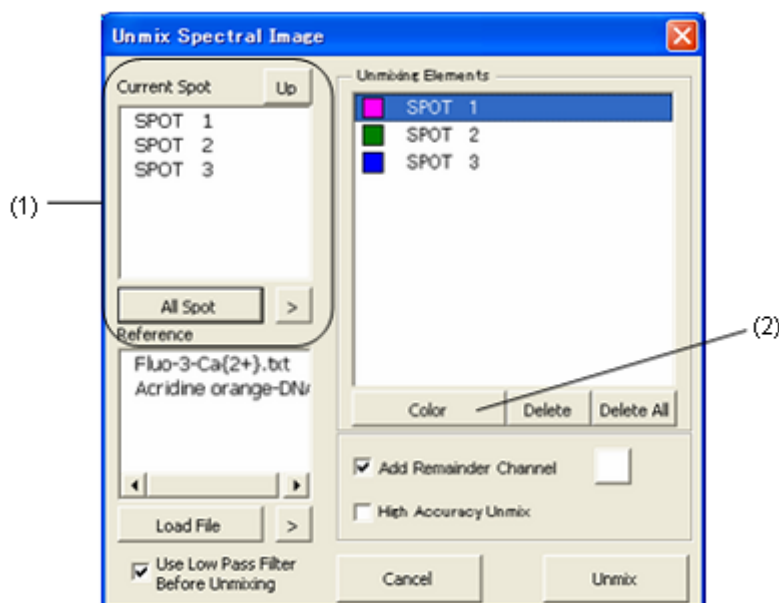 Unmix Spectral Image
Current Spot
Up
SPOT 1
SPOT 2
SPOT 3
All Spot
>
Reference
Fluo-3-Ca{2+}.txt
Acridine orange-DNA
Load File
>
Use Low Pass Filter
Before Unmixing
Unmixing Elements
SPOT 1
SPOT 2
SPOT 3
Color
Delete
Delete All
Add Remainder Channel
High Accuracy Unmix
Cancel
Unmix
(1)
(2)